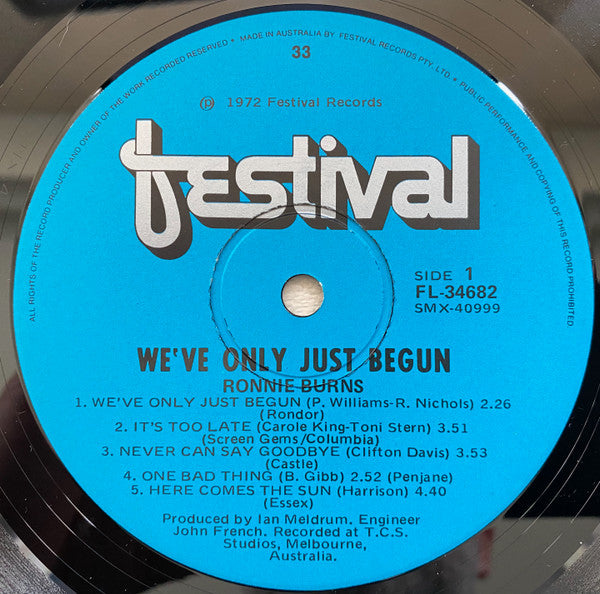 ALL RIGHTS OF THE RECORD PRODUCER AND OWNER OF THE WORK RECORDED RESERVED • MADE IN AUSTRALIA BY FESTIVAL RECORDS PTY. LTD. • PUBLIC PERFORMANCE AND COPYING OF THIS RECORD PROHIBITED.
33
℗ 1972 Festival Records
festival
SIDE 1
FL-34682
SMX-40999
WE'VE ONLY JUST BEGUN
RONNIE BURNS
1. WE'VE ONLY JUST BEGUN (P. Williams-R. Nichols) 2.26
(Rondor)
2. IT'S TOO LATE (Carole King-Toni Stern) 3.51
(Screen Gems/Columbia)
3. NEVER CAN SAY GOODBYE (Clifton Davis) 3.53
(Castle)
4. ONE BAD THING (B. Gibb) 2.52 (Penjane)
5. HERE COMES THE SUN (Harrison) 4.40
(Essex)
Produced by Ian Meldrum. Engineer
John French. Recorded at T.C.S.
Studios, Melbourne,
Australia.